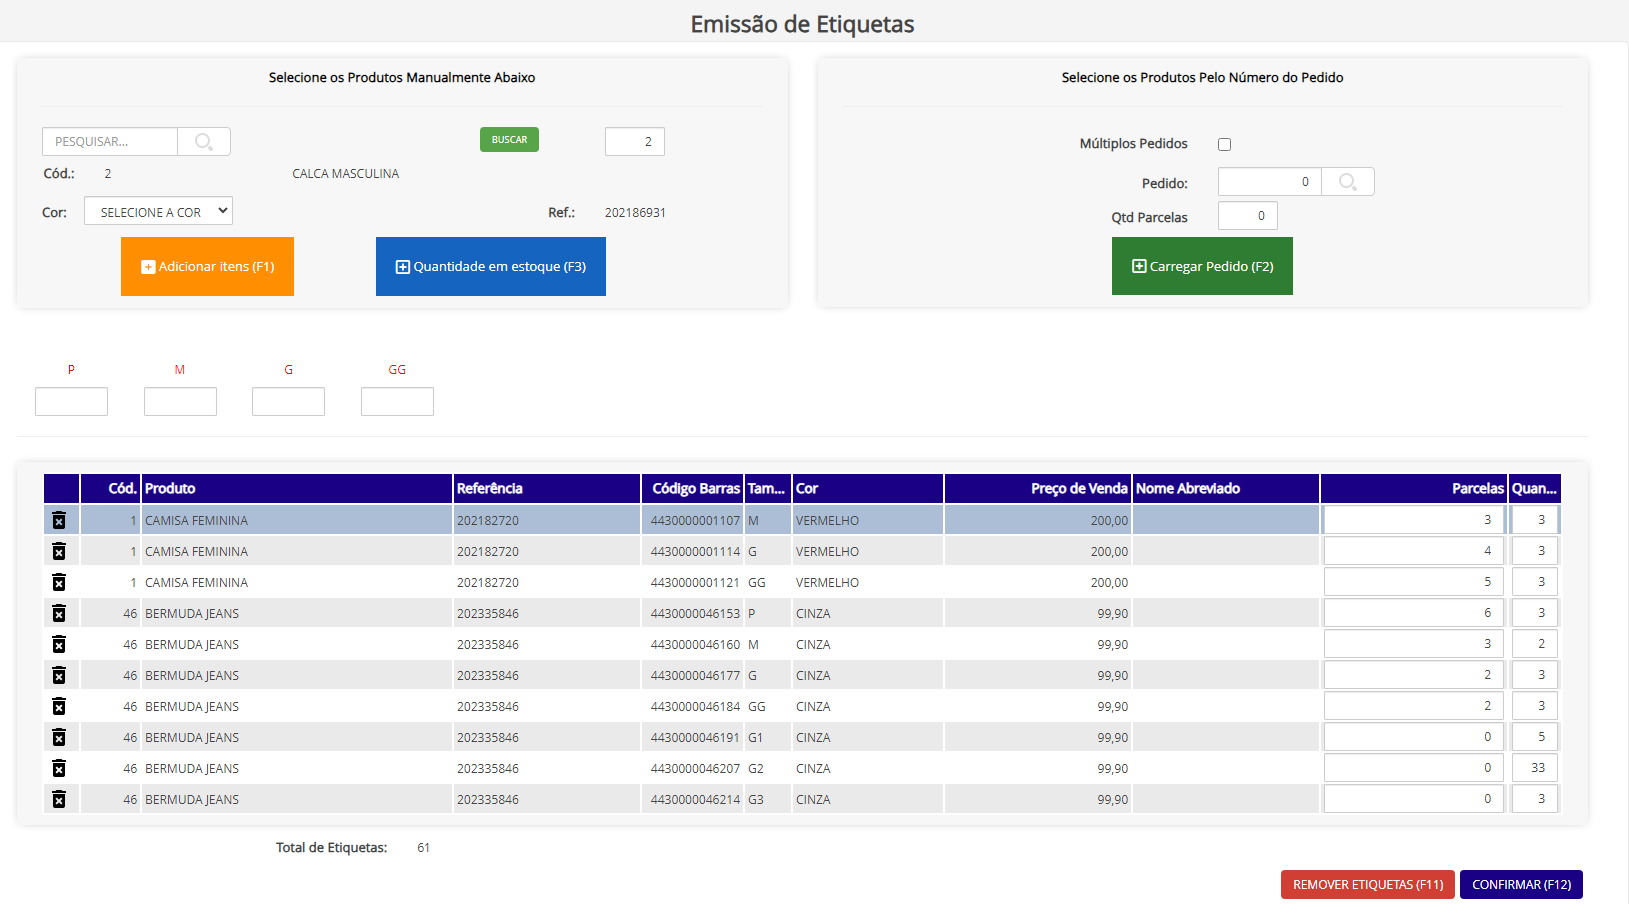 Emissão de Etiquetas
Selecione os Produtos Manualmente Abaixo
PESQUISAR...
BUSCAR
2
Cód.: 2 CALCA MASCULINA
Cor: SELECIONE A COR
Ref.: 202186931
Adicionar itens (F1)
Quantidade em estoque (F3)
Selecione os Produtos Pelo Número do Pedido
Múltiplos Pedidos
Pedido: 0
Qtd Parcelas 0
Carregar Pedido (F2)
P M G GG
Cód. Produto Referência Código Barras Tam... Cor Preço de Venda Nome Abreviado Parcelas Quan...
1 CAMISA FEMININA 202182720 4430000001107 M VERMELHO 200,00 3 3
1 CAMISA FEMININA 202182720 4430000001114 G VERMELHO 200,00 4 3
1 CAMISA FEMININA 202182720 4430000001121 GG VERMELHO 200,00 5 3
46 BERMUDA JEANS 202335846 4430000046153 P CINZA 99,90 6 3
46 BERMUDA JEANS 202335846 4430000046160 M CINZA 99,90 3 2
46 BERMUDA JEANS 202335846 4430000046177 G CINZA 99,90 2 3
46 BERMUDA JEANS 202335846 4430000046184 GG CINZA 99,90 2 3
46 BERMUDA JEANS 202335846 4430000046191 G1 CINZA 99,90 0 5
46 BERMUDA JEANS 202335846 4430000046207 G2 CINZA 99,90 0 33
46 BERMUDA JEANS 202335846 4430000046214 G3 CINZA 99,90 0 3
Total de Etiquetas: 61
REMOVER ETIQUETAS (F11) CONFIRMAR (F12)